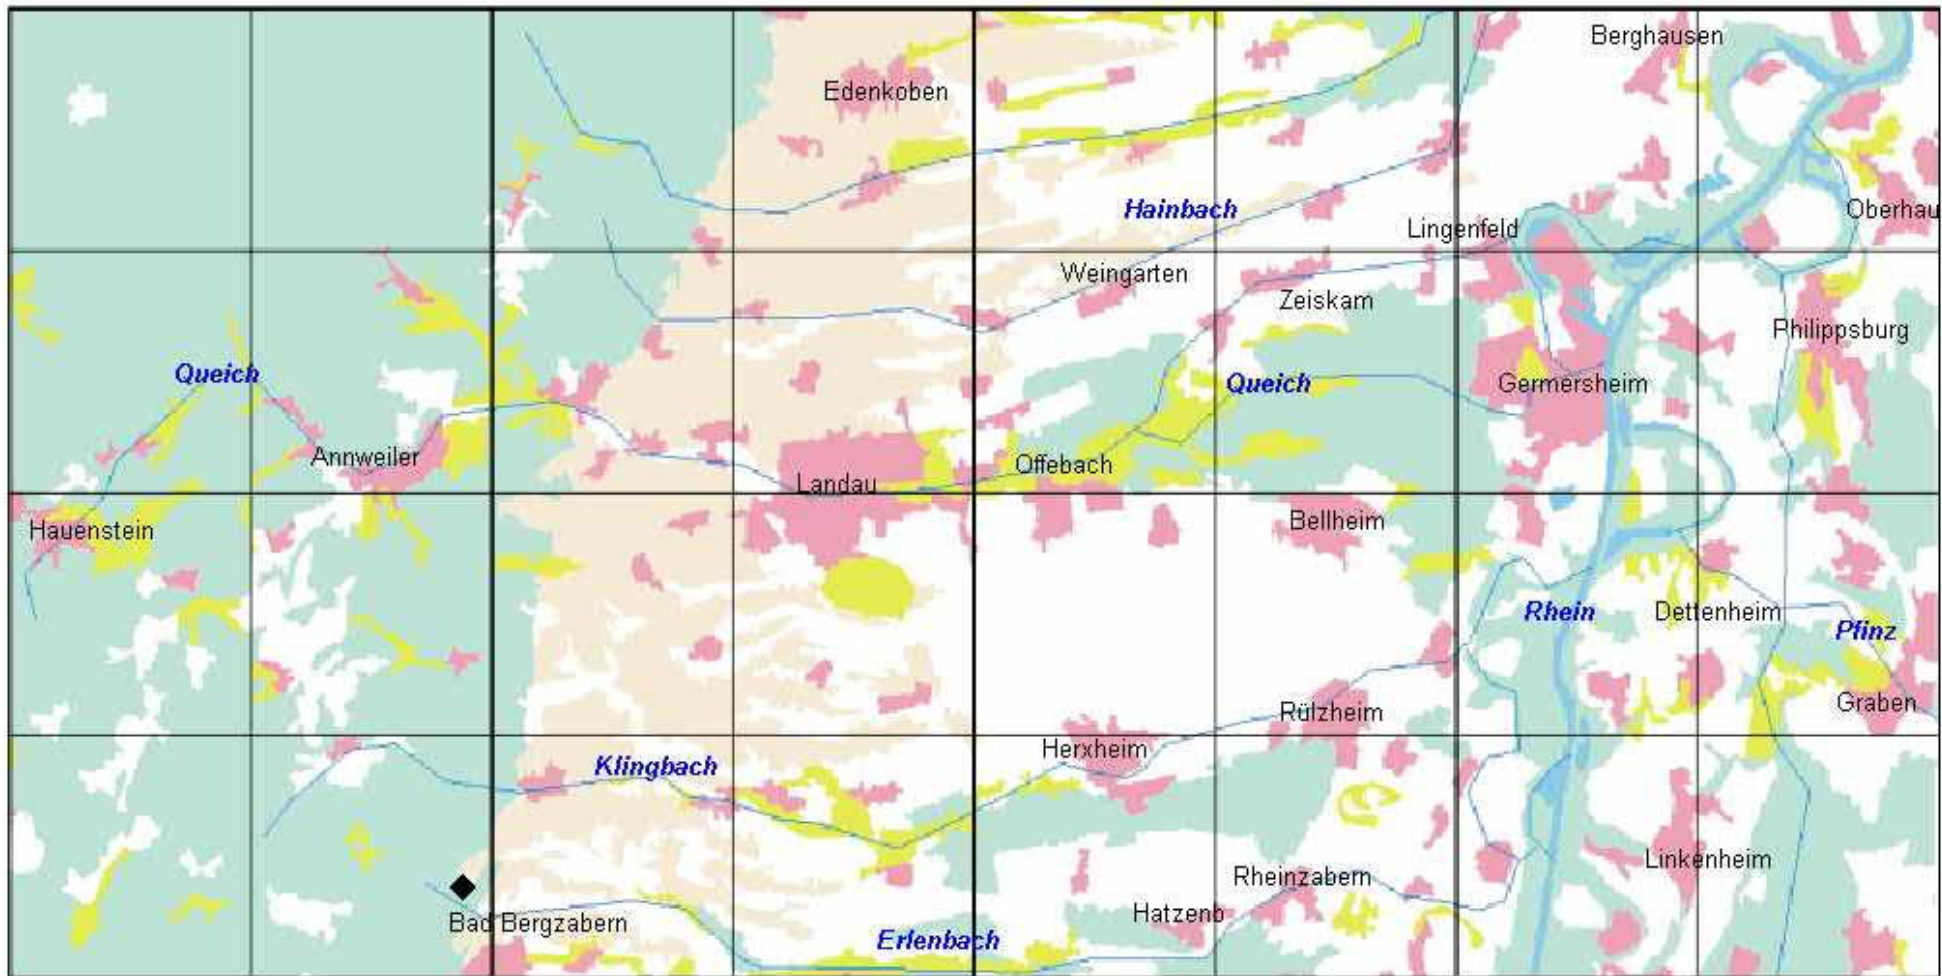 Berghausen
Edenkoben
Hainbach
Oberhau
Lingenfeld
Weingarten
Zeiskam
Philippsburg
Queich
Queich
Germersheim
Annweiler
Offebach
Landau
Bellheim
Hauenstein
Rhein
Dettenheim
Pfinz
Graben
Rülzheim
Herxheim
Klingbach
Linkenheim
Rheinzabern
Hatzenb
Bad Bergzabern
Erlenbach